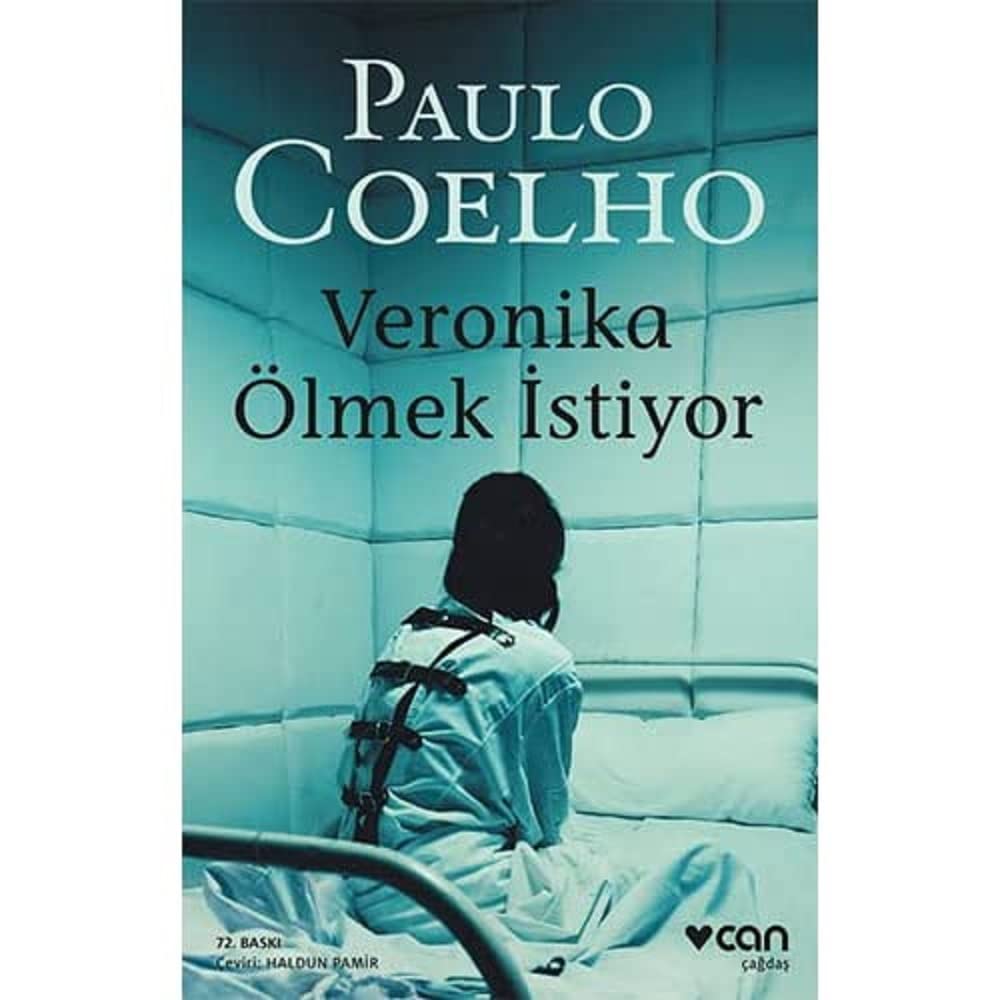 PAULO
COELHO
Veronika
Ölmek İstiyor
72. BASKI
Çeviri: HALDUN PAMİR
can
çağdaş